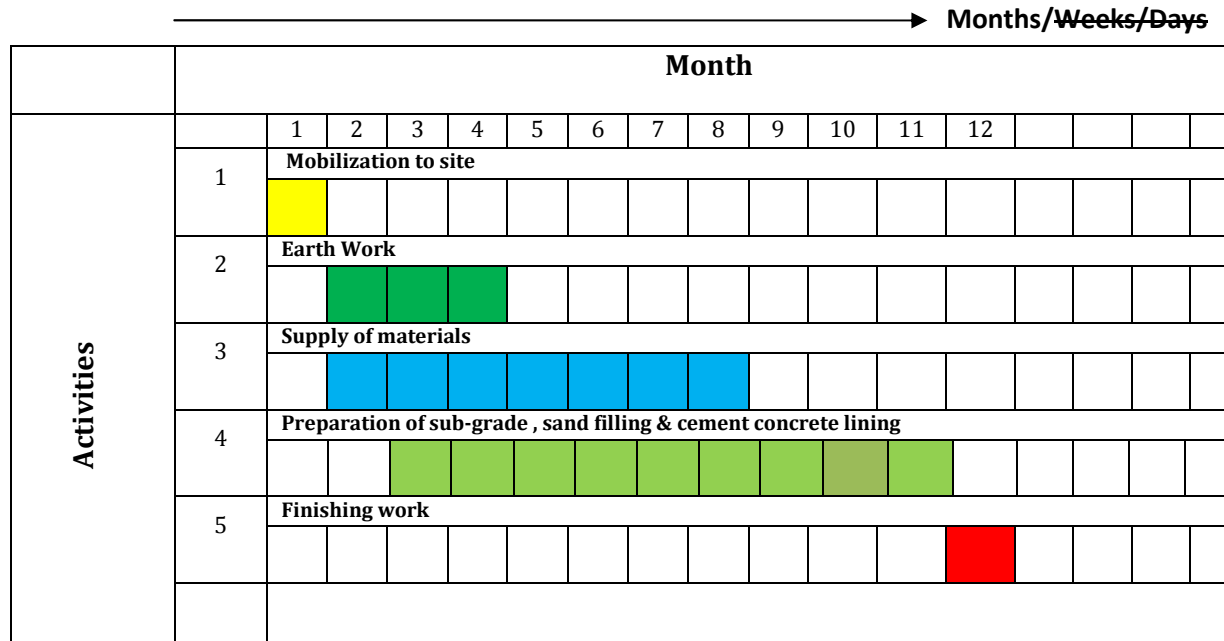 Months/Weeks/Days
Month
1 2 3 4 5 6 7 8 9 10 11 12
Activities
1
Mobilization to site
2
Earth Work
3
Supply of materials
4
Preparation of sub-grade , sand filling & cement concrete lining
5
Finishing work